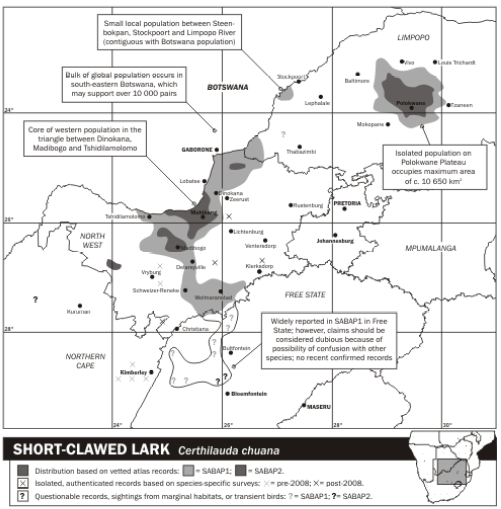 Small local population between Steen-
bokpan, Stockpoort and Limpopo River
(contiguous with Botswana population)
LIMPOPO
Bulk of global population occurs in
south-eastern Botswana, which
may support over 10 000 pairs
BOTSWANA
Stockpoort
Vivo
Louis Trichardt
Baltimore
Lephalale
Polokwane
Tzaneen
24°
Core of western population in the
triangle between Dinokana,
Madibogo and Tshidilamolomo
Mokopane
?
GABORONE
Thabazimbi
Isolated population on
Polokwane Plateau
occupies maximum area
of c. 10 650 km²
Lobatse
Dinokana
Zeerust
Rustenburg
PRETORIA
Tshidilamolomo
Mafikeng
26°
NORTH
WEST
Lichtenburg
Johannesburg
Ventersdorp
MPUMALANGA
Madibogo
Delareyville
Klerksdorp
Vryburg
Schweizer-Reneke
Wolmaransstad
FREE STATE
?
Kuruman
Widely reported in SABAP1 in Free
State; however, claims should be
considered dubious because of
possibility of confusion with other
species; no recent confirmed records
28°
Christiana
NORTHERN
CAPE
Bultfontein
Kimberley
Bloemfontein
MASERU
24°
26°
28°
30°
SHORT-CLAWED LARK Certhilauda chuana
Distribution based on vetted atlas records: = SABAP1; = SABAP2.
Isolated, authenticated records based on species-specific surveys: ×= pre-2008; ×= post-2008.
? Questionable records, sightings from marginal habitats, or transient birds: ?= SABAP1; ?= SABAP2.